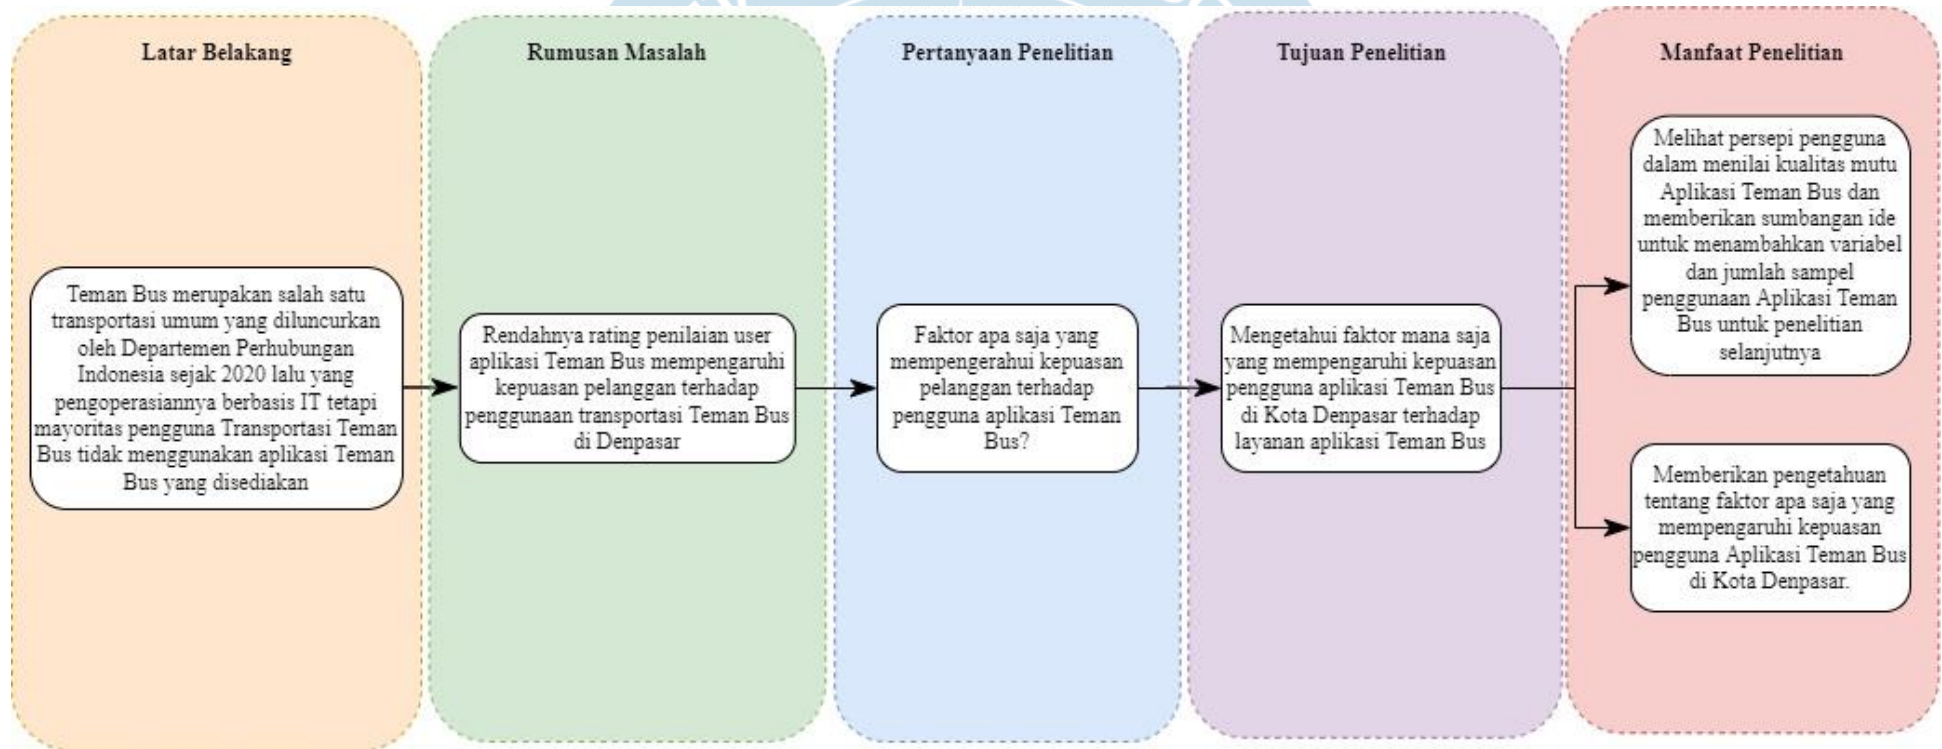 Latar Belakang
Teman Bus merupakan salah satu
transportasi umum yang diluncurkan
oleh Departemen Perhubungan
Indonesia sejak 2020 lalu yang
pengoperasiannya berbasis IT tetapi
mayoritas pengguna Transportasi Teman
Bus tidak menggunakan aplikasi Teman
Bus yang disediakan
Rumusan Masalah
Rendahnya rating penilaian user
aplikasi Teman Bus mempengaruhi
kepuasan pelanggan terhadap
penggunaan transportasi Teman Bus
di Denpasar
Pertanyaan Penelitian
Faktor apa saja yang
mempengerahui kepuasan
pelanggan terhadap
pengguna aplikasi Teman
Bus?
Tujuan Penelitian
Mengetahui faktor mana saja
yang mempengaruhi kepuasan
pengguna aplikasi Teman Bus
di Kota Denpasar terhadap
layanan aplikasi Teman Bus
Manfaat Penelitian
Melihat persepi pengguna
dalam menilai kualitas mutu
Aplikasi Teman Bus dan
memberikan sumbangan ide
untuk menambahkan variabel
dan jumlah sampel
penggunaan Aplikasi Teman
Bus untuk penelitian
selanjutnya
Memberikan pengetahuan
tentang faktor apa saja yang
mempengaruhi kepuasan
pengguna Aplikasi Teman Bus
di Kota Denpasar.